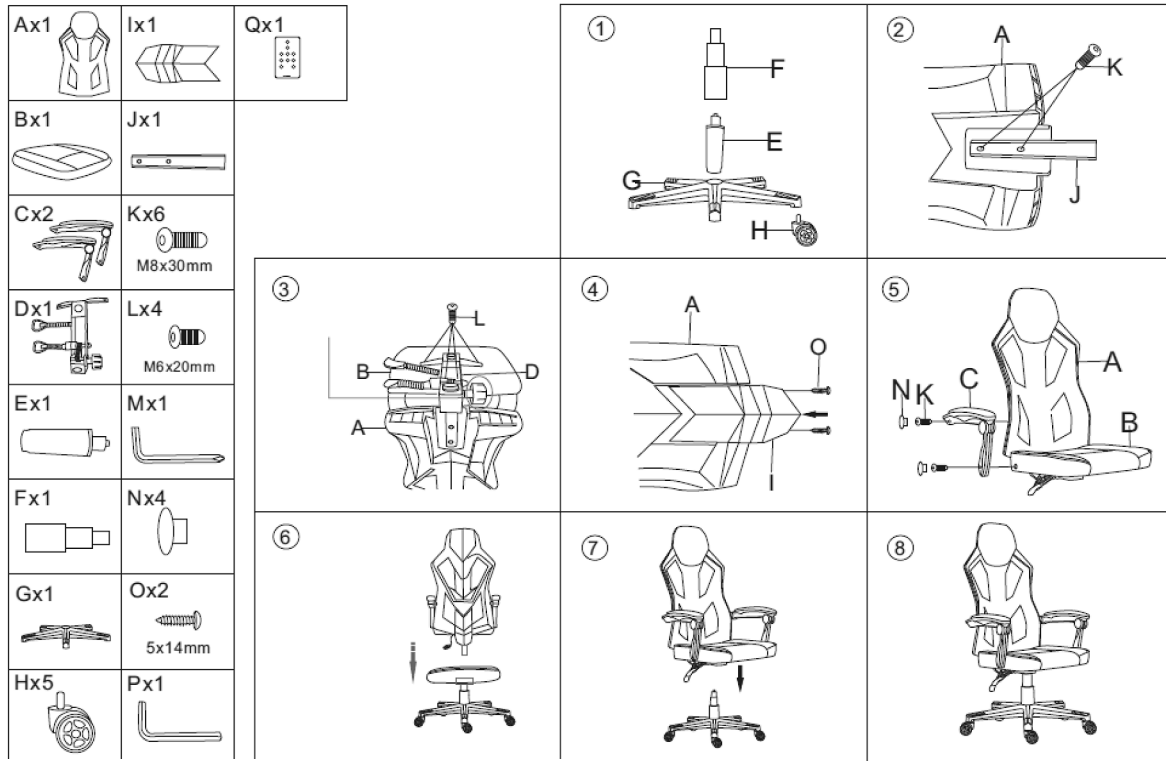 Ax1
Ix1
Qx1
Bx1
Jx1
Cx2
Kx6
M8x30mm
Dx1
Lx4
M6x20mm
Ex1
Mx1
Fx1
Nx4
Gx1
Ox2
5x14mm
Hx5
Px1
1
F
E
G
H
2
A
K
J
3
L
B
D
A
4
A
O
I
5
A
N K C
B
6
7
8